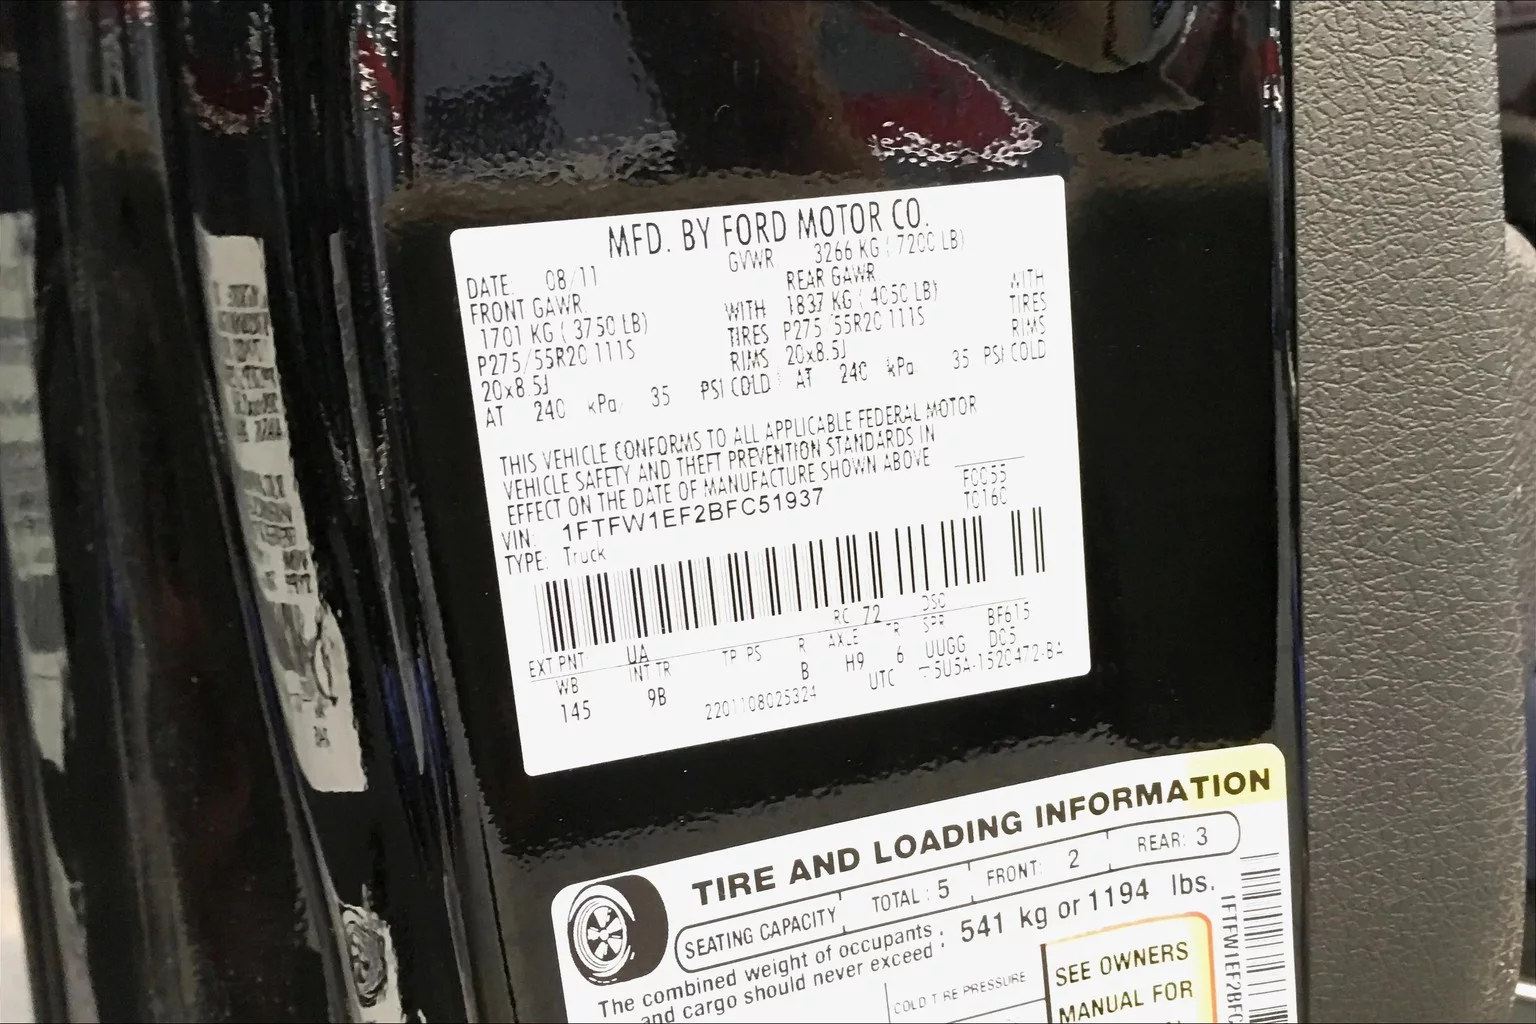 MFD. BY FORD MOTOR CO.
DATE: 08/11 GVWR 3266 KG ( 7200 LB)
FRONT GAWR: REAR GAWR
1701 KG ( 3750 LB) WITH 1837 KG ( 4050 LB) WITH
P275/55R20 111S TIRES P275/55R20 111S TIRES
20x8.5J RIMS 20x8.5J RIMS
AT 240 kPa/ 35 PSI COLD AT 240 kPa 35 PSI COLD
THIS VEHICLE CONFORMS TO ALL APPLICABLE FEDERAL MOTOR
VEHICLE SAFETY AND THEFT PREVENTION STANDARDS IN
EFFECT ON THE DATE OF MANUFACTURE SHOWN ABOVE
VIN: 1FTFW1EF2BFC51937
TYPE: Truck
EXT PNT UA RC 72 DSO
WB INT TR TP PS R AXLE TR SPR BF615
145 9B B H9 6 UUGG D05
2201108025324 UTC
TIRE AND LOADING INFORMATION
SEATING CAPACITY TOTAL : 5 FRONT: 2 REAR: 3
The combined weight of occupants : 541 kg or 1194 lbs.
and cargo should never exceed :
COLD TIRE PRESSURE
SEE OWNERS
MANUAL FOR